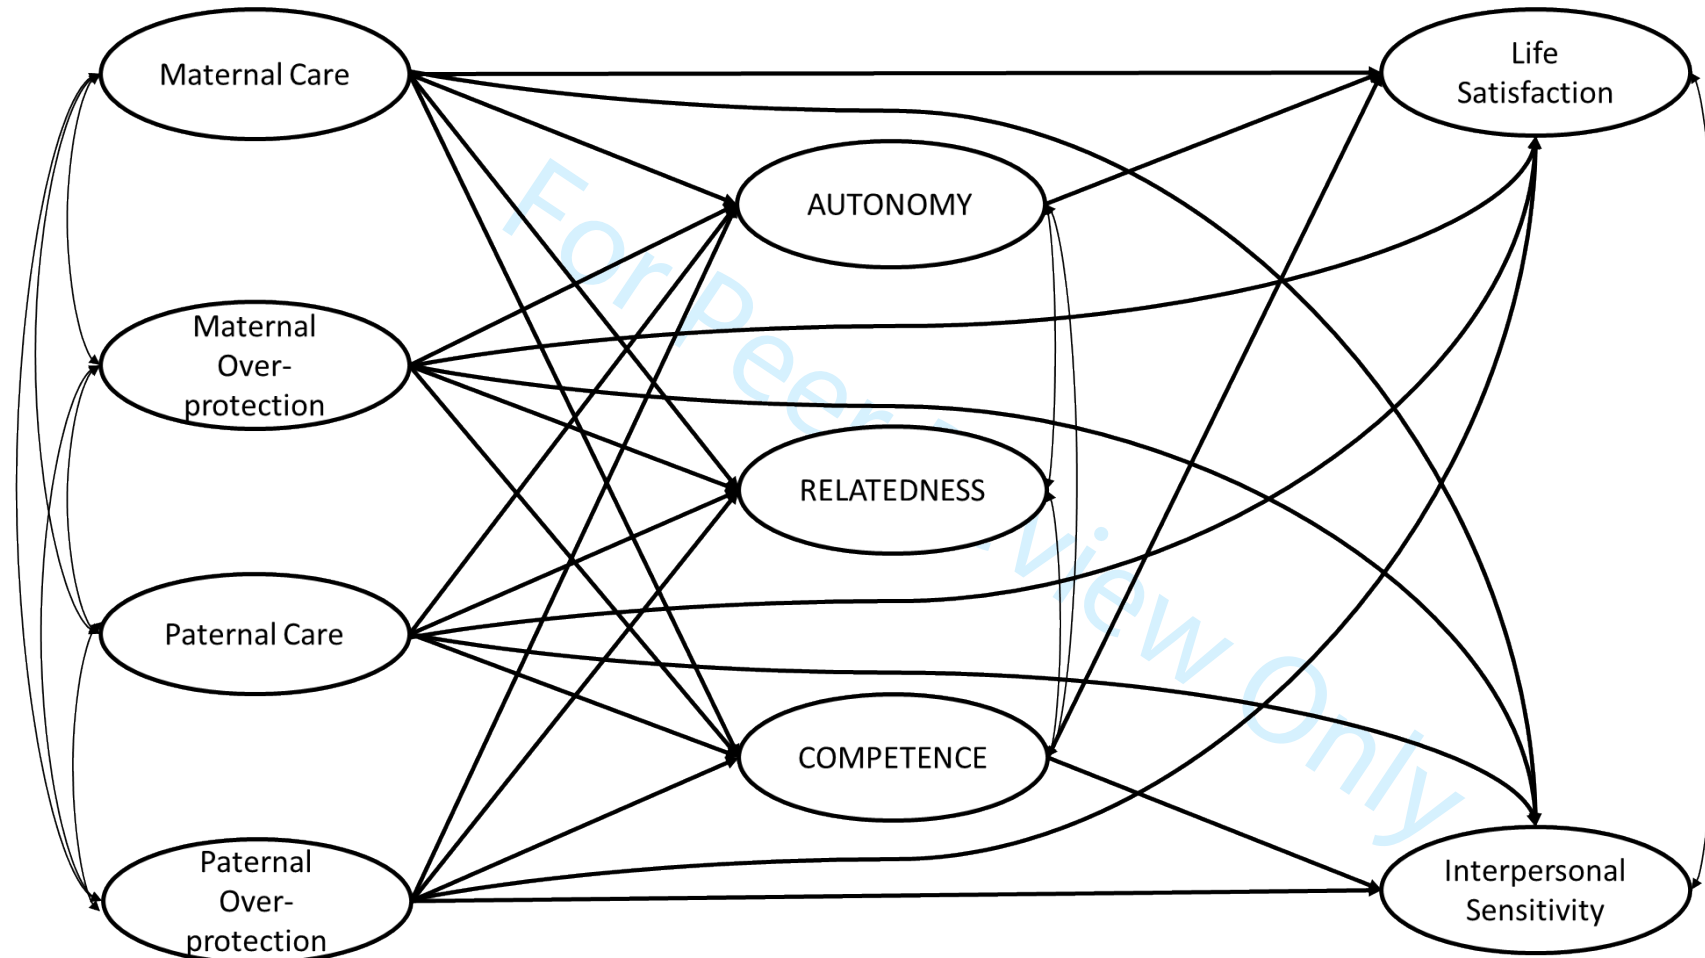 Maternal Care
Life
Satisfaction
AUTONOMY
Maternal
Over-
protection
RELATEDNESS
Paternal Care
COMPETENCE
Paternal
Over-
protection
Interpersonal
Sensitivity
For Peer Review Only